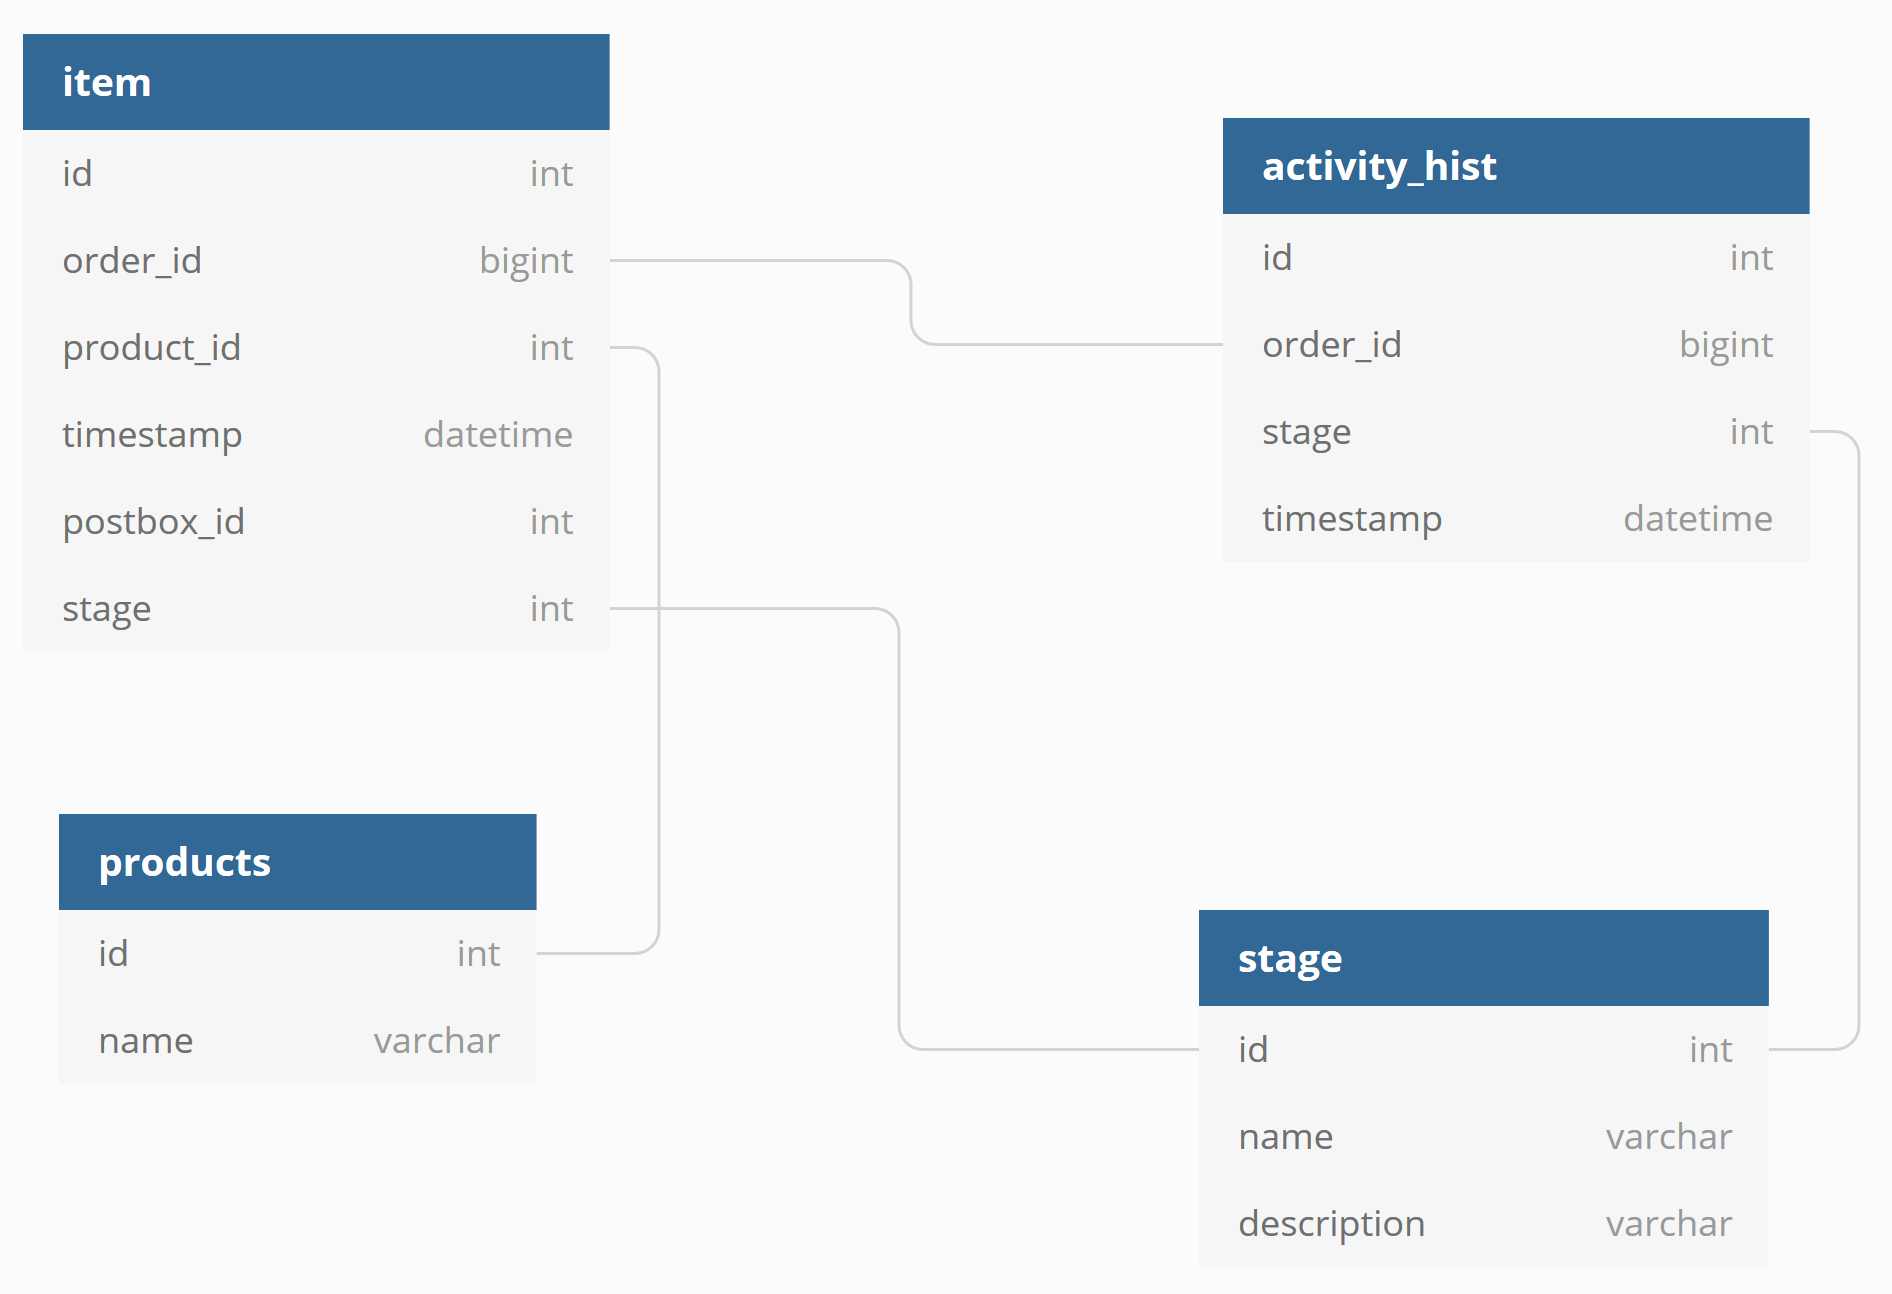 item
id int
order_id bigint
product_id int
timestamp datetime
postbox_id int
stage int
activity_hist
id int
order_id bigint
stage int
timestamp datetime
products
id int
name varchar
stage
id int
name varchar
description varchar